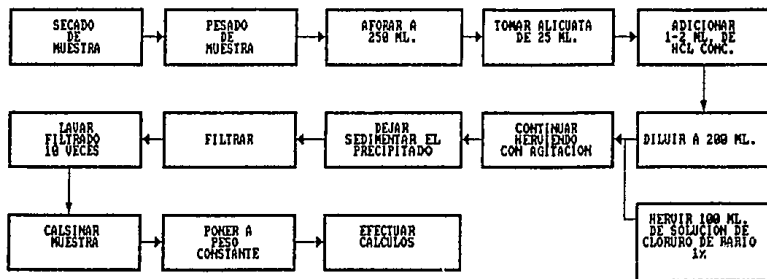 SECADO
DE
MUESTRA
PESADO
DE
MUESTRA
AFORAR A
250 ML.
TOMAR ALICUATA
DE 25 ML.
ADICIONAR
1-2 ML. DE
HCL CONC.
DILUIR A 200 ML.
CONTINUAR
HERVIENDO
CON AGITACION
DEJAR
SEDIMENTAR EL
PRECIPITADO
FILTRAR
LAVAR
FILTRADO
10 VECES
HERVIR 100 ML.
DE SOLUCION DE
CLORURO DE BARIO
1%
CALSINAR
MUESTRA
PONER A
PESO
CONSTANTE
EFECTUAR
CALCULOS